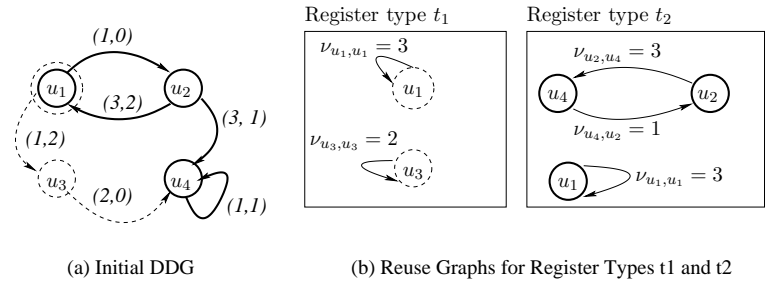 Register type t₁
Register type t₂
(1,0)
u₁
u₂
(3,2)
(3, 1)
(1,2)
u₃
(2,0)
u₄
(1,1)
ν_{u₁,u₁} = 3
u₁
ν_{u₃,u₃} = 2
u₃
ν_{u₂,u₄} = 3
u₄
u₂
ν_{u₄,u₂} = 1
u₁
ν_{u₁,u₁} = 3
(a) Initial DDG
(b) Reuse Graphs for Register Types t1 and t2